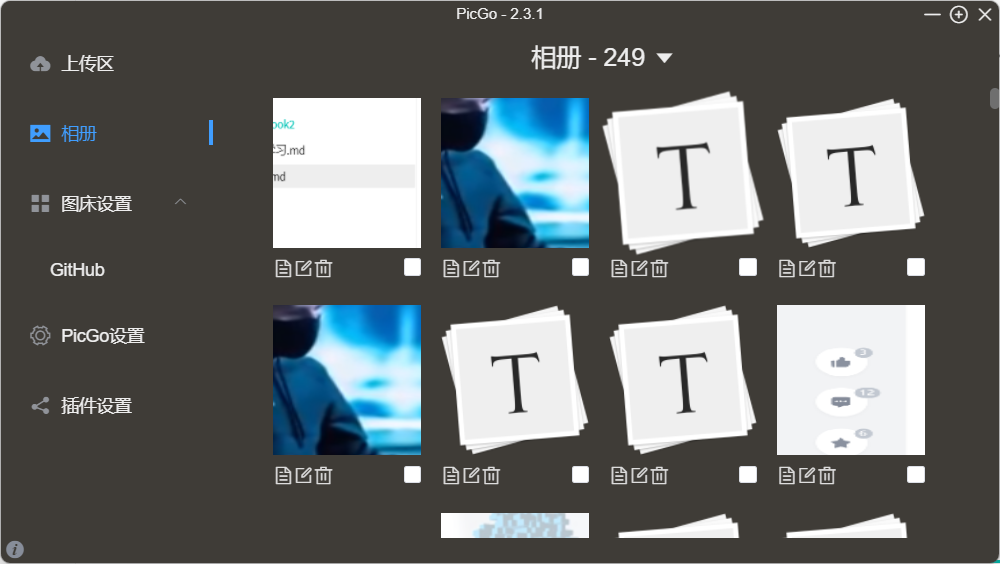 PicGo - 2.3.1
上传区
相册
图床设置
GitHub
PicGo设置
插件设置
相册 - 249
ook2
习.md
md
T
T
T
T
3
12
6